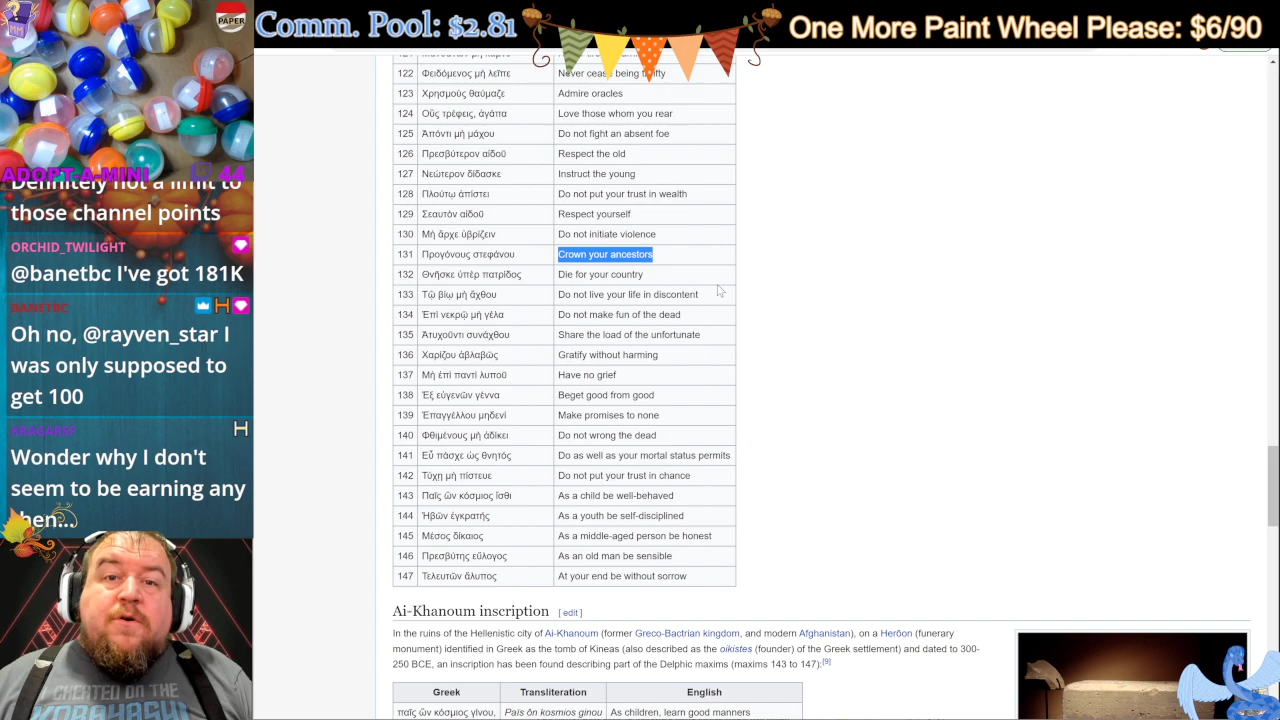 PAPER
Comm. Pool: $2.81
One More Paint Wheel Please: $6/90
MM
ADOPT-A-MINI 44
Definitely not a limit to
those channel points
ORCHID_TWILIGHT
@banetbc I've got 181K
BANETBC
Oh no, @rayven_star I
was only supposed to
get 100
Wonder why I don't
seem to be earning any
then...
CHEATED ON THE
KOBAYASHI
122 Φειδόμενος μὴ λεῖπε Never cease being thrifty
123 Χρησμοὺς θαύμαζε Admire oracles
124 Οὓς τρέφεις, ἀγάπα Love those whom you rear
125 Ἀπόντι μὴ μάχου Do not fight an absent foe
126 Πρεσβύτερον αἰδοῦ Respect the old
127 Νεώτερον δίδασκε Instruct the young
128 Πλούτῳ ἀπίστει Do not put your trust in wealth
129 Σεαυτὸν αἰδοῦ Respect yourself
130 Μὴ ἄρχε ὑβρίζειν Do not initiate violence
131 Προγόνους στεφάνου Crown your ancestors
132 Θνῆσκε ὑπὲρ πατρίδος Die for your country
133 Τῷ βίῳ μὴ ἄχθου Do not live your life in discontent
134 Ἐπὶ νεκρῷ μὴ γέλα Do not make fun of the dead
135 Ἀτυχοῦντι συνάχθου Share the load of the unfortunate
136 Χαρίζου ἀβλαβῶς Gratify without harming
137 Μὴ ἐπὶ παντὶ λυποῦ Have no grief
138 Ἐξ εὐγενῶν γέννα Beget good from good
139 Ἐπαγγέλλου μηδενί Make promises to none
140 Φθιμένους μὴ ἀδίκει Do not wrong the dead
141 Εὖ πάσχε ὡς θνητός Do as well as your mortal status permits
142 Τύχῃ μὴ πίστευε Do not put your trust in chance
143 Παῖς ὢν κόσμιος ἴσθι As a child be well-behaved
144 Ἡβῶν ἐγκρατής As a youth be self-disciplined
145 Μέσος δίκαιος As a middle-aged person be honest
146 Πρεσβύτης εὔλογος As an old man be sensible
147 Τελευτῶν ἄλυπος At your end be without sorrow
Ai-Khanoum inscription [ edit ]
In the ruins of the Hellenistic city of Ai-Khanoum (former Greco-Bactrian kingdom, and modern Afghanistan), on a Herõon (funerary
monument) identified in Greek as the tomb of Kineas (also described as the oikistes (founder) of the Greek settlement) and dated to 300-
250 BCE, an inscription has been found describing part of the Delphic maxims (maxims 143 to 147):[9]
Greek Transliteration English
παῖς ὢν κόσμιος γίνου, Païs ôn kosmios ginou As children, learn good manners